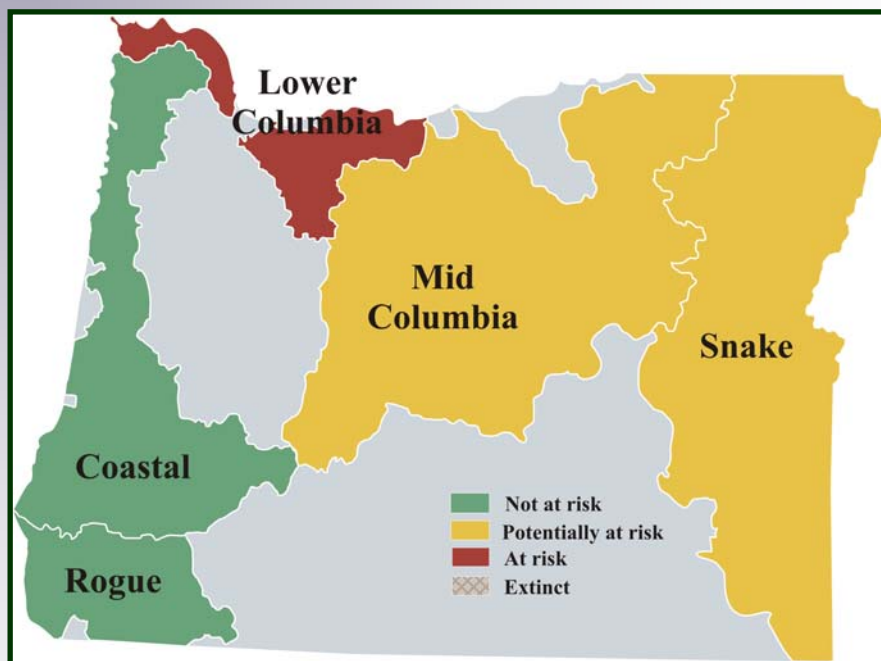 Lower
Columbia
Mid
Columbia
Snake
Coastal
Rogue
Not at risk
Potentially at risk
At risk
Extinct